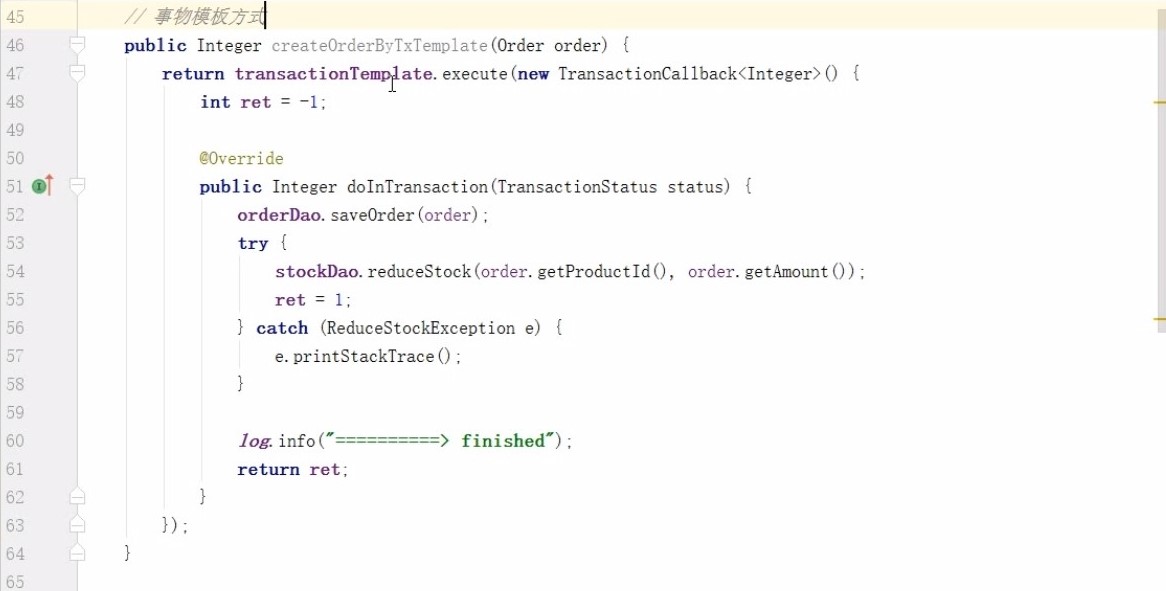 45 // 事物模板方式
46 public Integer createOrderByTxTemplate(Order order) {
47 return transactionTemplate.execute(new TransactionCallback<Integer>() {
48 int ret = -1;
49
50 @Override
51 public Integer doInTransaction(TransactionStatus status) {
52 orderDao.saveOrder(order);
53 try {
54 stockDao.reduceStock(order.getProductId(), order.getAmount());
55 ret = 1;
56 } catch (ReduceStockException e) {
57 e.printStackTrace();
58 }
59
60 log.info("==========> finished");
61 return ret;
62 }
63 });
64 }
65